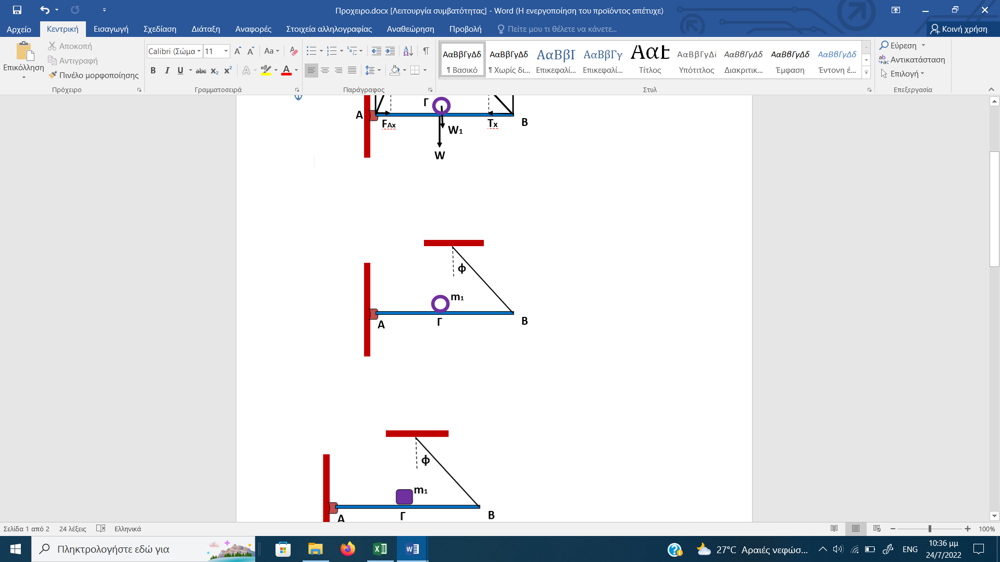 Προχειρο.docx [Λειτουργία συμβατότητας] - Word (Η ενεργοποίηση του προϊόντος απέτυχε)
Αρχείο Κεντρική Εισαγωγή Σχεδίαση Διάταξη Αναφορές Στοιχεία αλληλογραφίας Αναθεώρηση Προβολή Πείτε μου τι θέλετε να κάνετε... Κοινή χρήση
Επικόλληση
Αποκοπή
Αντιγραφή
Πινέλο μορφοποίησης
Πρόχειρο
Calibri (Σώμα 11
Γραμματοσειρά
Παράγραφος
ΑαΒβΓγΔδ ΑαΒβΓγΔδ ΑαΒβΓ ΑαΒβΓγ ΑαΒ ΑαΒβΓγΔδ ΑαΒβΓγΔδ ΑαΒβΓγΔδ ΑαΒβΓγΔδ
¶ Βασικό ¶ Χωρίς δι... Επικεφαλί... Επικεφαλί... Τίτλος Υπότιτλος Διακριτικ... Έμφαση Έντονη έ...
Στυλ
Εύρεση
Αντικατάσταση
Επιλογή
Επεξεργασία
Γ
A
B
FAx
Tx
W1
W
ϕ
m1
A
Γ
B
ϕ
m1
A
Γ
B
Σελίδα 1 από 2 24 λέξεις Ελληνικά 100%
Πληκτρολογήστε εδώ για
27°C Αραιές νεφώσ... ENG
10:36 μμ
24/7/2022